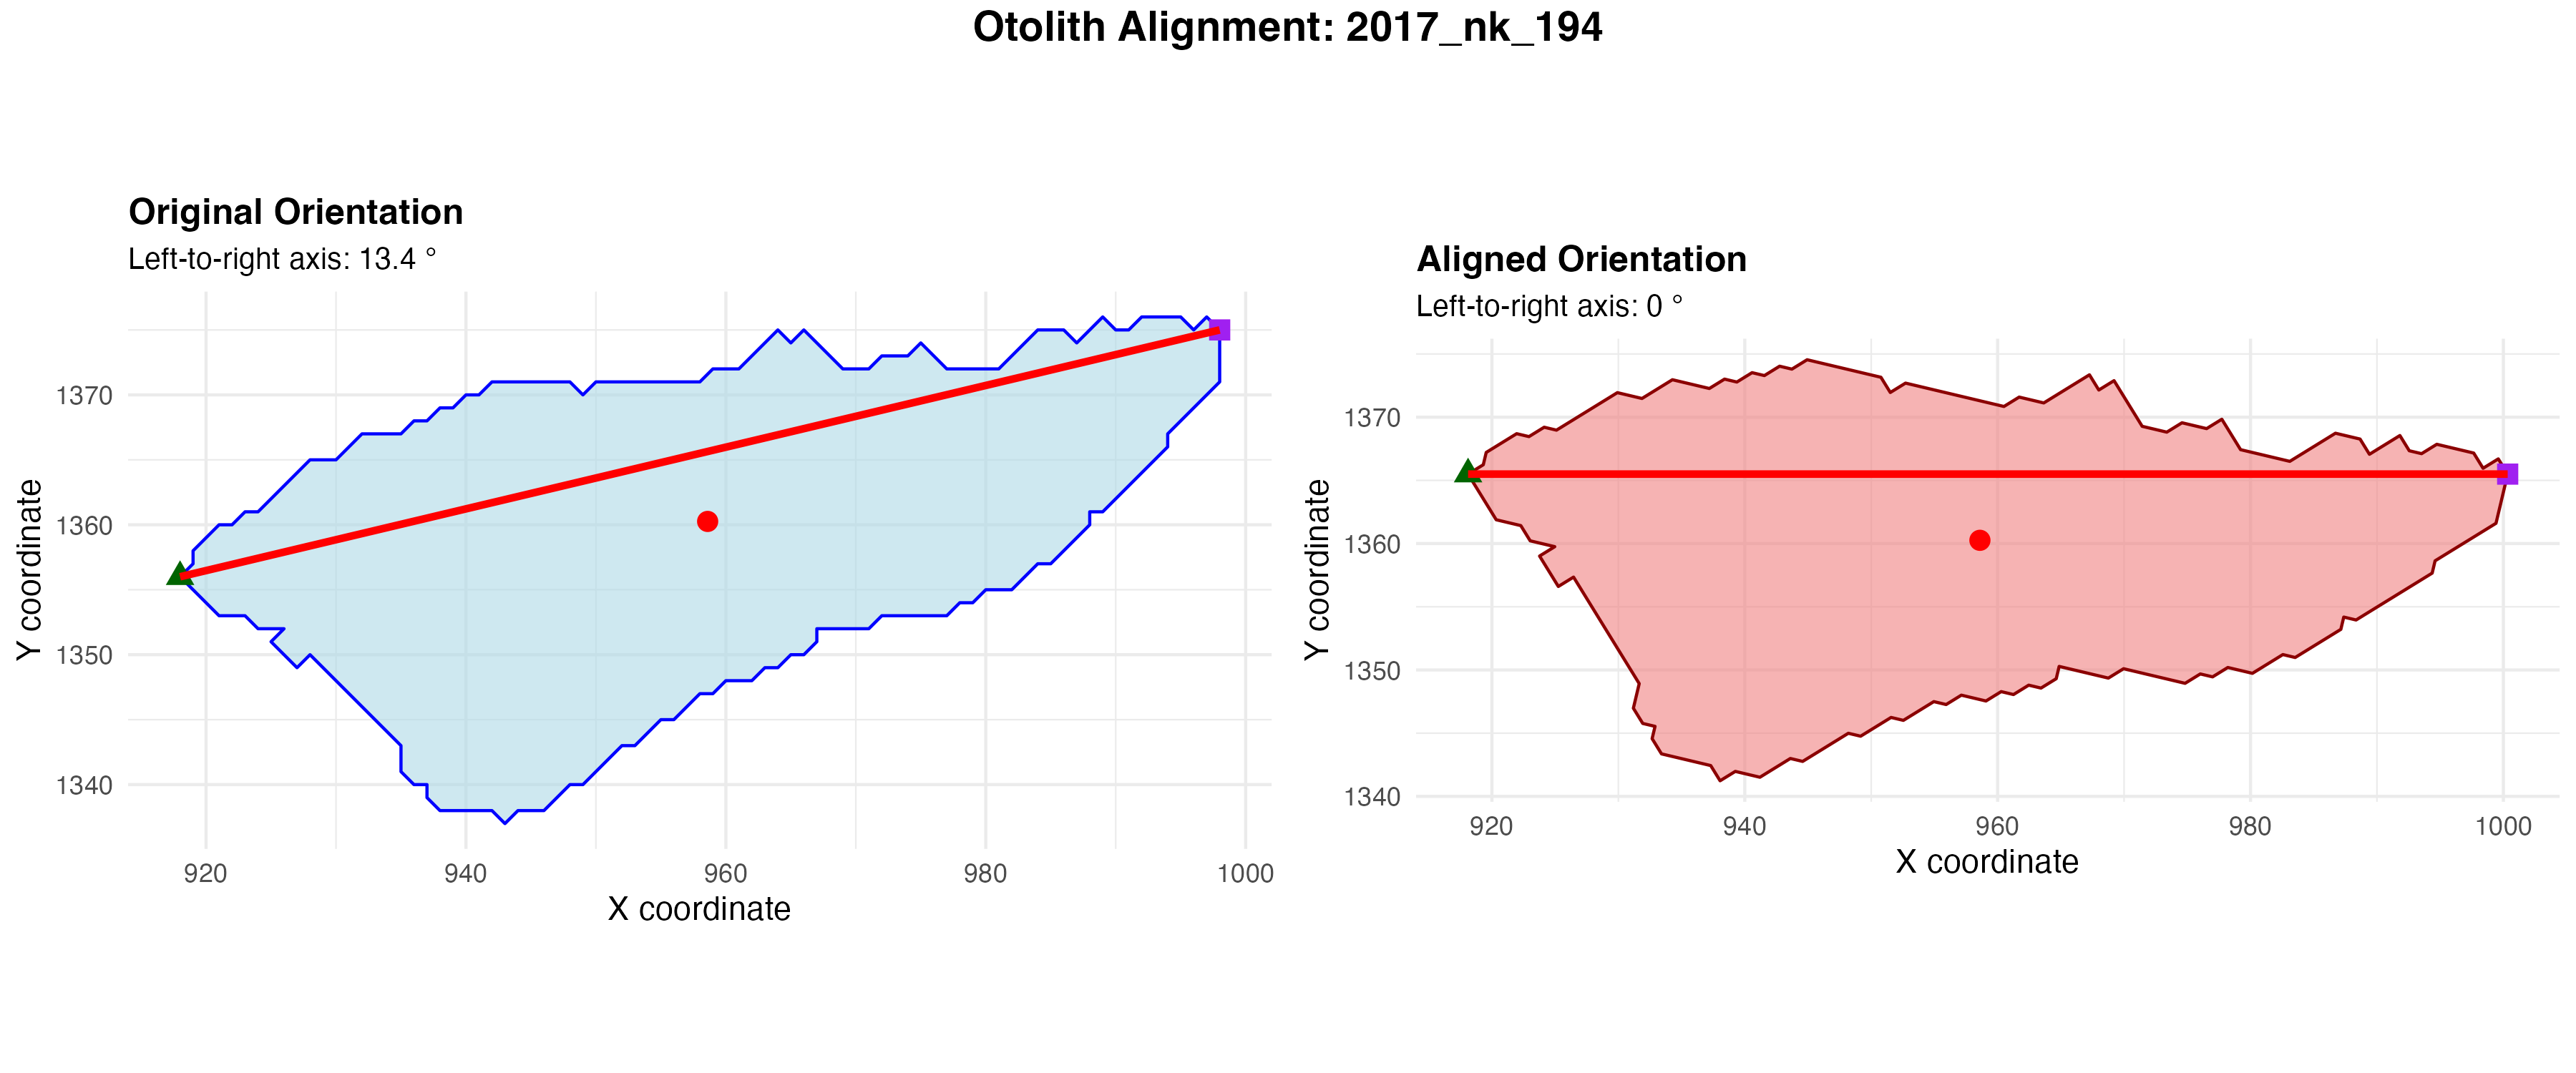 Otolith Alignment: 2017_nk_194
Original Orientation
Left-to-right axis: 13.4 °
Y coordinate
1370
1360
1350
1340
920 940 960 980 1000
X coordinate
Aligned Orientation
Left-to-right axis: 0 °
Y coordinate
1370
1360
1350
1340
920 940 960 980 1000
X coordinate